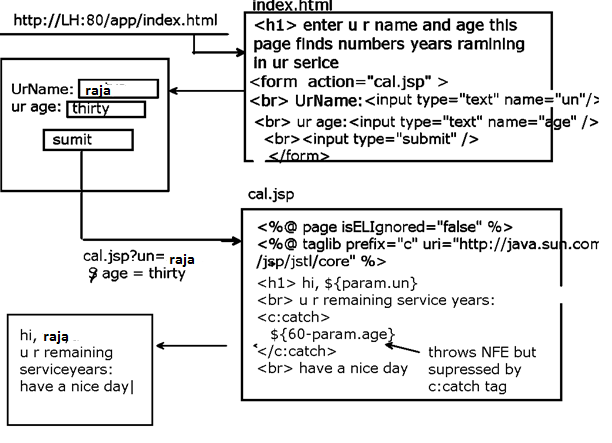 http://LH:80/app/index.html
index.html
<h1> enter u r name and age this
page finds numbers years ramining
in ur serice
<form action="cal.jsp" >
<br> UrName:<input type="text" name="un"/>
<br> ur age:<input type="text" name="age" />
<br><input type="submit" />
</form>
UrName: raja
ur age: thirty
sumit
cal.jsp
cal.jsp?un= raja
age = thirty
<%@ page isELIgnored="false" %>
<%@ taglib prefix="c" uri="http://java.sun.com
/jsp/jstl/core" %>
<h1> hi, ${param.un}
<br> u r remaining service years:
<c:catch>
${60-param.age}
</c:catch>
<br> have a nice day
throws NFE but
supressed by
c:catch tag
hi, raja
u r remaining
serviceyears:
have a nice day|